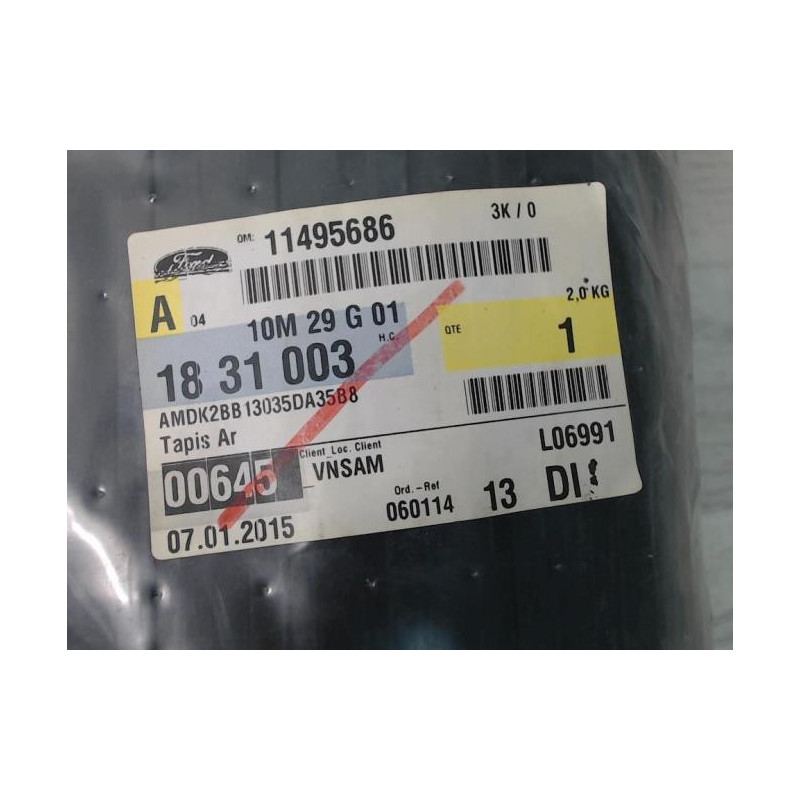 Ford
OM: 11495686
3K / 0
A 04
10M 29 G 01
H.C.
2,0 KG
18 31 003
QTE 1
AMDK2BB13035DA35B8
Tapis Ar
L06991
00645
Client_Loc. Client
VNSAM
Ord.-Ref
060114
13
DI
07.01.2015